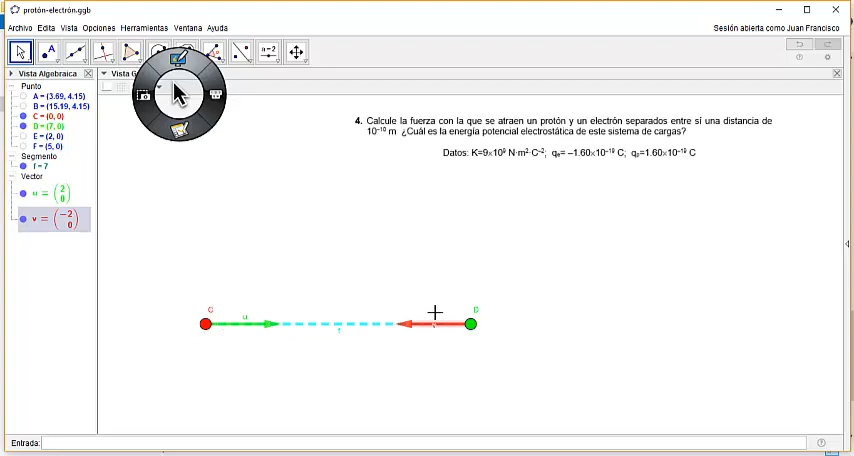 protón-electrón.ggb
Archivo Edita Vista Opciones Herramientas Ventana Ayuda
Sesión abierta como Juan Francisco
A
a=2
Vista Algebraica
Vista G
Punto
A = (3.69, 4.15)
B = (15.19, 4.15)
C = (0, 0)
D = (7, 0)
E = (2, 0)
F = (5, 0)
Segmento
f = 7
Vector
u = (2 0)
v = (−2 0)
4. Calcule la fuerza con la que se atraen un protón y un electrón separados entre sí una distancia de
10⁻¹⁰ m ¿Cuál es la energía potencial electrostática de este sistema de cargas?
Datos: K=9×10⁹ N·m²·C⁻²; qₑ= −1.60×10⁻¹⁹ C; qₚ=1.60×10⁻¹⁹ C
C
D
u
f
Entrada: